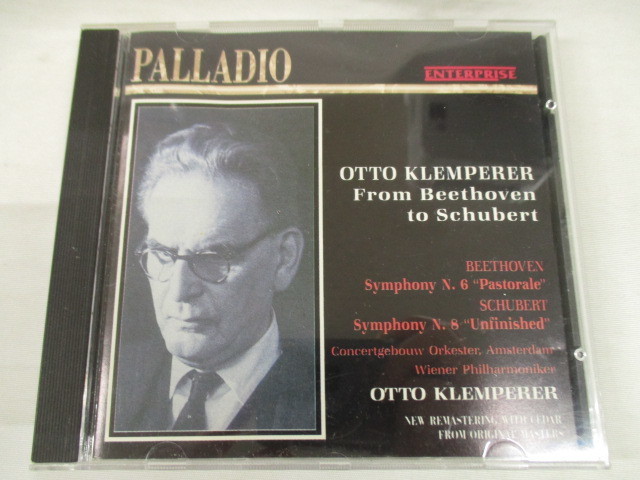 PALLADIO
ENTERPRISE
OTTO KLEMPERER
From Beethoven
to Schubert
BEETHOVEN
Symphony N. 6 "Pastorale"
SCHUBERT
Symphony N. 8 "Unfinished"
Concertgebouw Orkester, Amsterdam
Wiener Philharmoniker
OTTO KLEMPERER
NEW REMASTERING WITH CEDAR
FROM ORIGINAL MASTERS